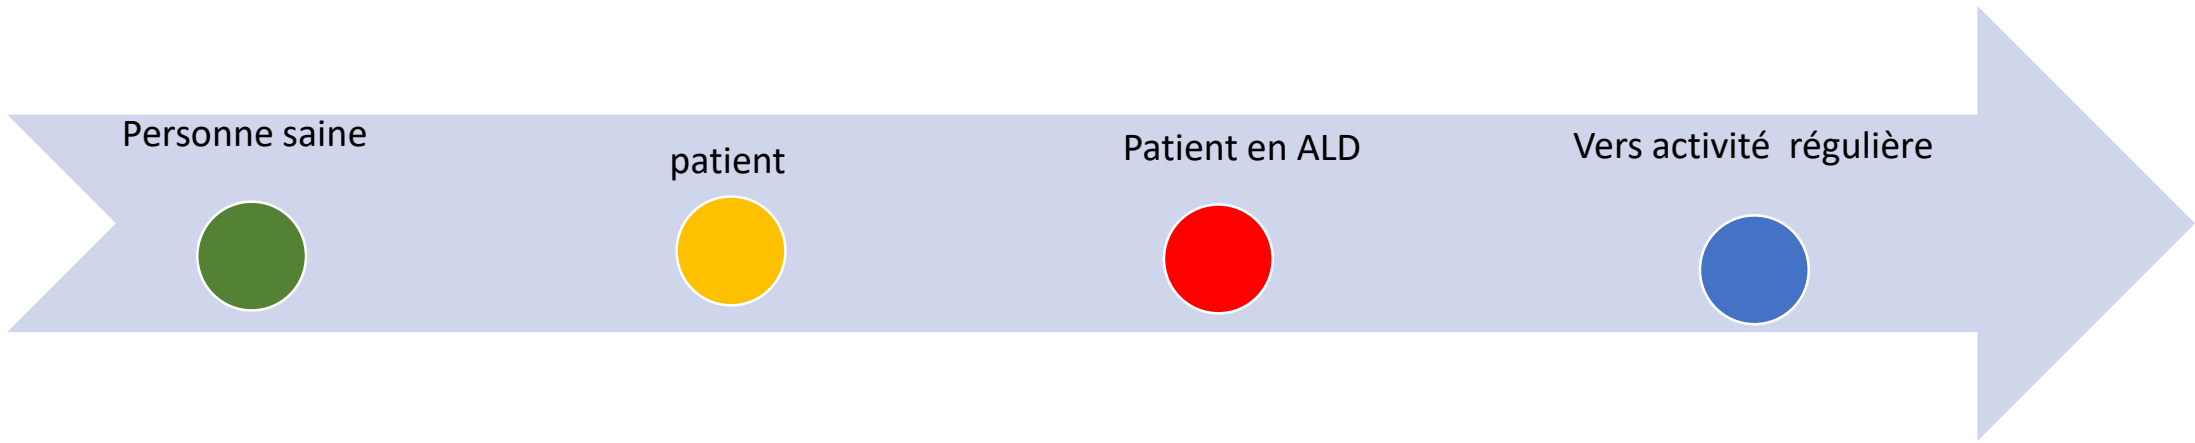 Personne saine
patient
Patient en ALD
Vers activité  régulière